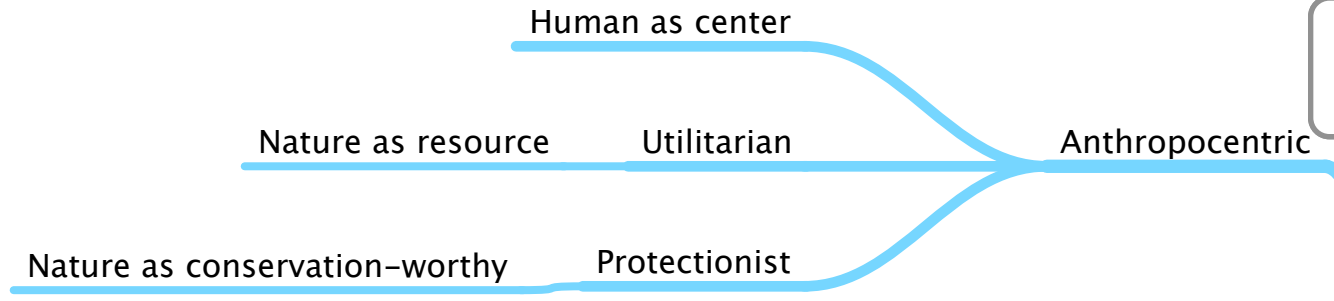 Human as center
Nature as resource
Utilitarian
Anthropocentric
Nature as conservation-worthy
Protectionist